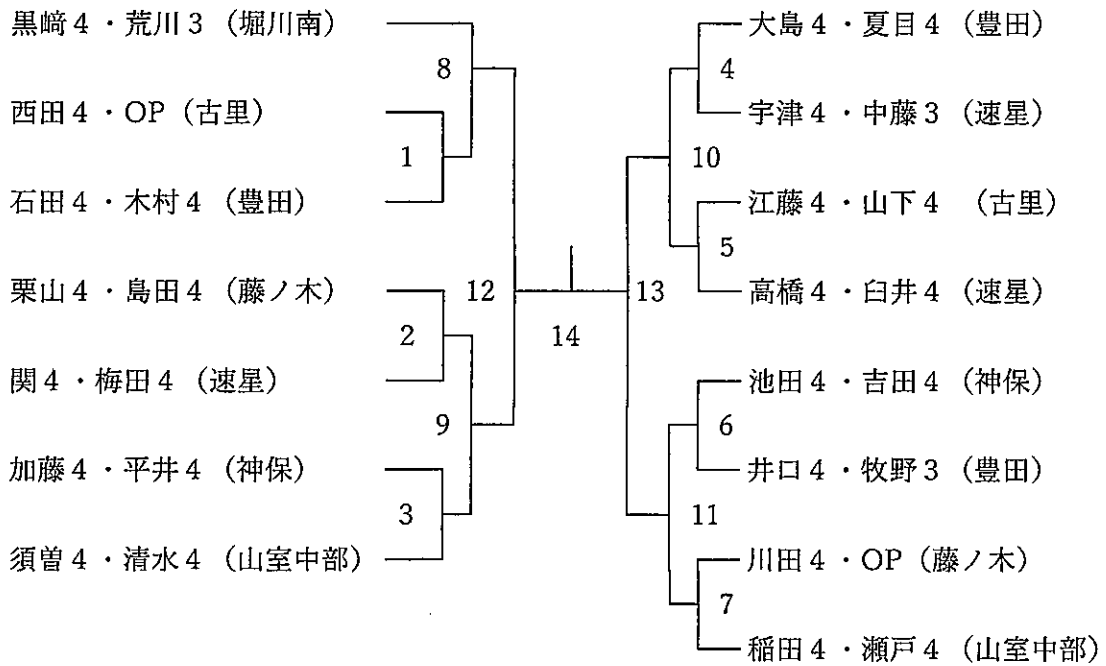 黒﨑４・荒川３（堀川南）
8
西田４・OP（古里）
1
石田４・木村４（豊田）
栗山４・島田４（藤ノ木）
12
2
関４・梅田４（速星）
9
加藤４・平井４（神保）
3
須曽４・清水４（山室中部）
14
大島４・夏目４（豊田）
4
宇津４・中藤３（速星）
10
江藤４・山下４（古里）
5
高橋４・臼井４（速星）
13
池田４・吉田４（神保）
6
井口４・牧野３（豊田）
11
川田４・OP（藤ノ木）
7
稲田４・瀬戸４（山室中部）